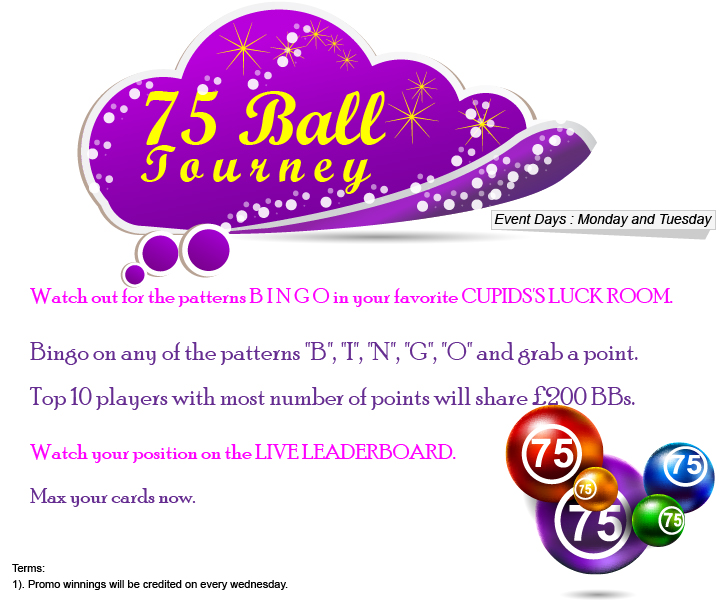 75 Ball
Tourney
Event Days : Monday and Tuesday
Watch out for the patterns B I N G O in your favorite CUPIDS'S LUCK ROOM.
Bingo on any of the patterns "B", "I", "N", "G", "O" and grab a point.
Top 10 players with most number of points will share £200 BBs.
Watch your position on the LIVE LEADERBOARD.
Max your cards now.
75
75
75
75
75
Terms:
1). Promo winnings will be credited on every wednesday.